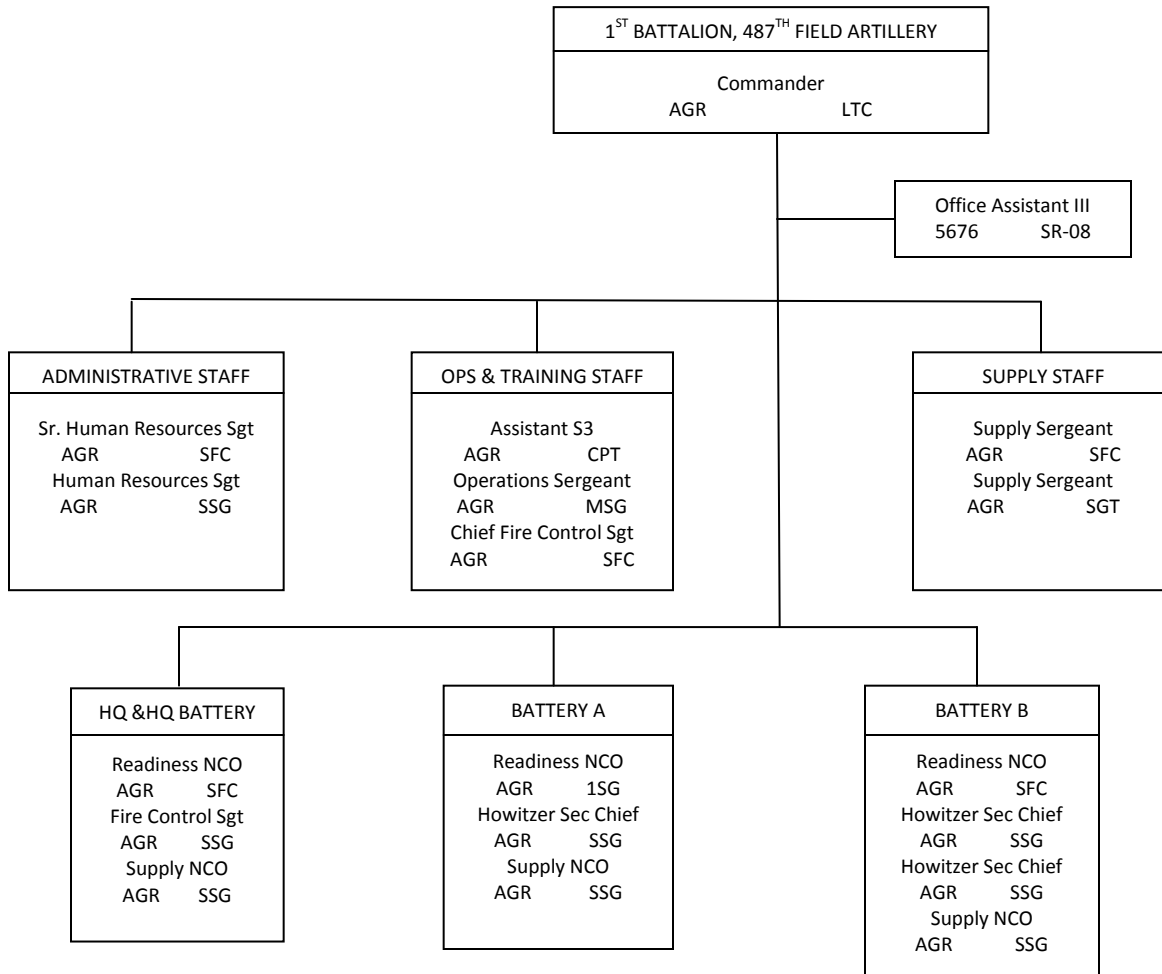 1ST BATTALION, 487TH FIELD ARTILLERY
Commander
AGR LTC
Office Assistant III
5676 SR-08
ADMINISTRATIVE STAFF
Sr. Human Resources Sgt
AGR SFC
Human Resources Sgt
AGR SSG
OPS & TRAINING STAFF
Assistant S3
AGR CPT
Operations Sergeant
AGR MSG
Chief Fire Control Sgt
AGR SFC
SUPPLY STAFF
Supply Sergeant
AGR SFC
Supply Sergeant
AGR SGT
HQ &HQ BATTERY
Readiness NCO
AGR SFC
Fire Control Sgt
AGR SSG
Supply NCO
AGR SSG
BATTERY A
Readiness NCO
AGR 1SG
Howitzer Sec Chief
AGR SSG
Supply NCO
AGR SSG
BATTERY B
Readiness NCO
AGR SFC
Howitzer Sec Chief
AGR SSG
Howitzer Sec Chief
AGR SSG
Supply NCO
AGR SSG